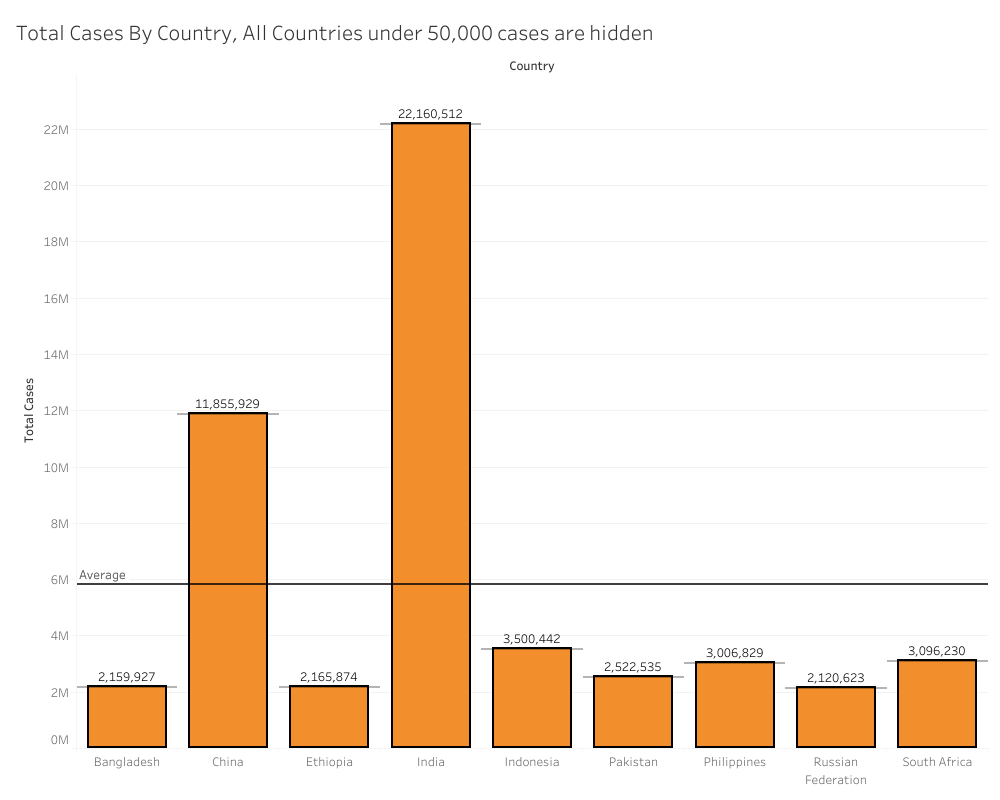 Total Cases By Country, All Countries under 50,000 cases are hidden
Country
22,160,512
22M
20M
18M
16M
14M
11,855,929
12M
10M
8M
Average
6M
3,500,442
4M
3,006,829
3,096,230
2,159,927
2,165,874
2,522,535
2,120,623
2M
0M
Total Cases
Bangladesh
China
Ethiopia
India
Indonesia
Pakistan
Philippines
Russian
Federation
South Africa